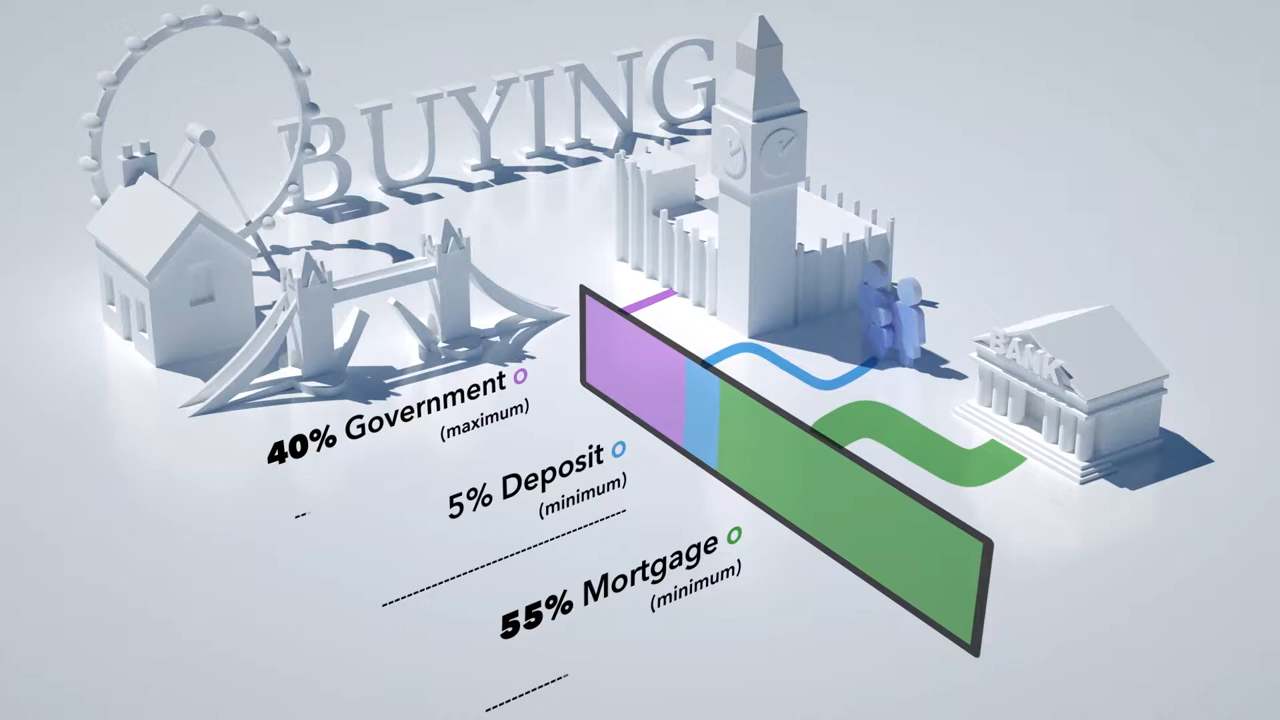 BUYING
BANK
40% Government
(maximum)
5% Deposit
(minimum)
55% Mortgage
(minimum)